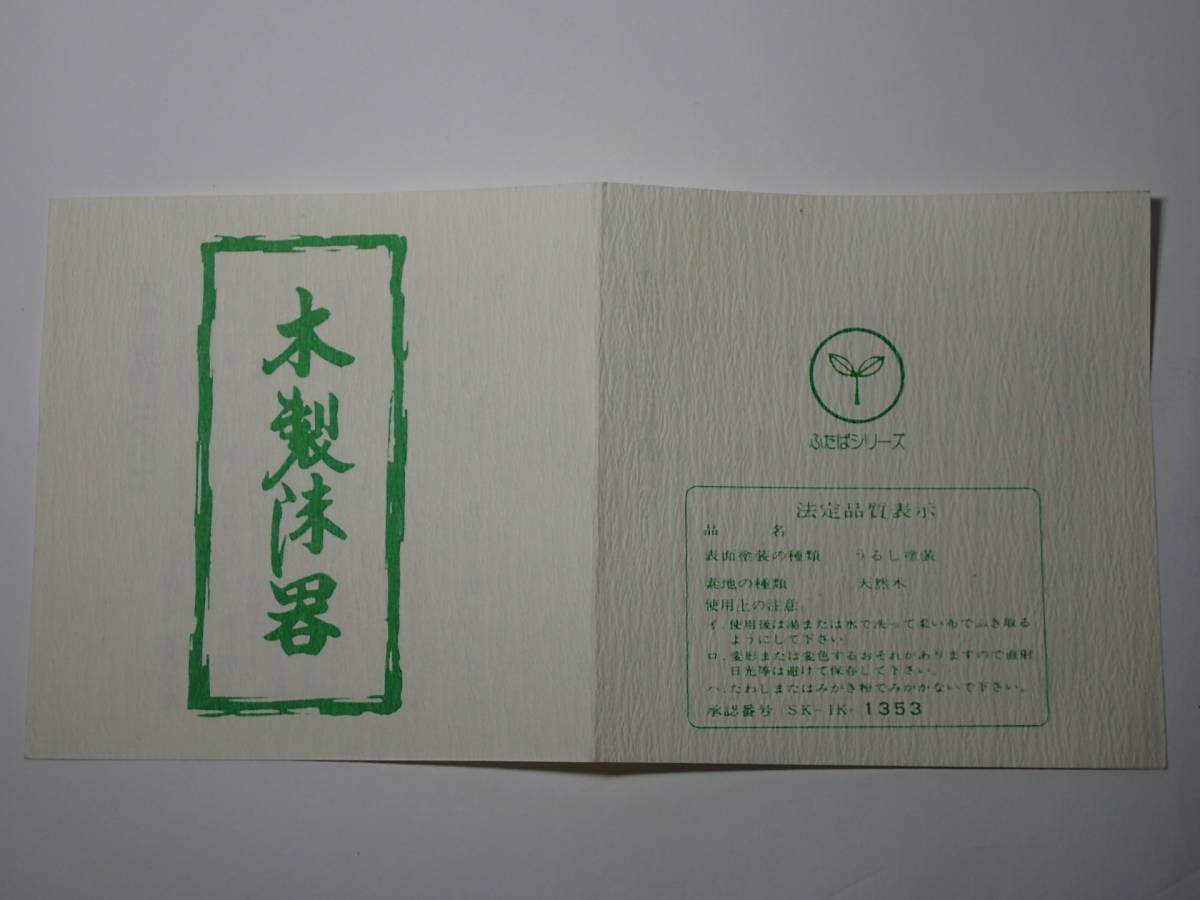 木製漆器
ふたばシリーズ
法定品質表示
品　　　名
表面塗装の種類　うるし塗装
素地の種類　　　天然木
使用上の注意
イ．使用後は湯または水で洗って柔い布でふき取る
ようにして下さい
ロ．変形または変色するおそれがありますので直射
日光等は避けて保存して下さい。
ハ．たわしまたはみがき粉でみがかないで下さい。
承認番号　SK-IK-1353